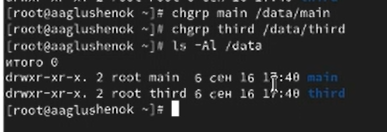 [root@aaglushenok ~]# chgrp main /data/main
[root@aaglushenok ~]# chgrp third /data/third
[root@aaglushenok ~]# ls -Al /data
итого 0
drwxr-xr-x. 2 root main  6 сен 16 17:40 main
drwxr-xr-x. 2 root third 6 сен 16 17:40 third
[root@aaglushenok ~]#